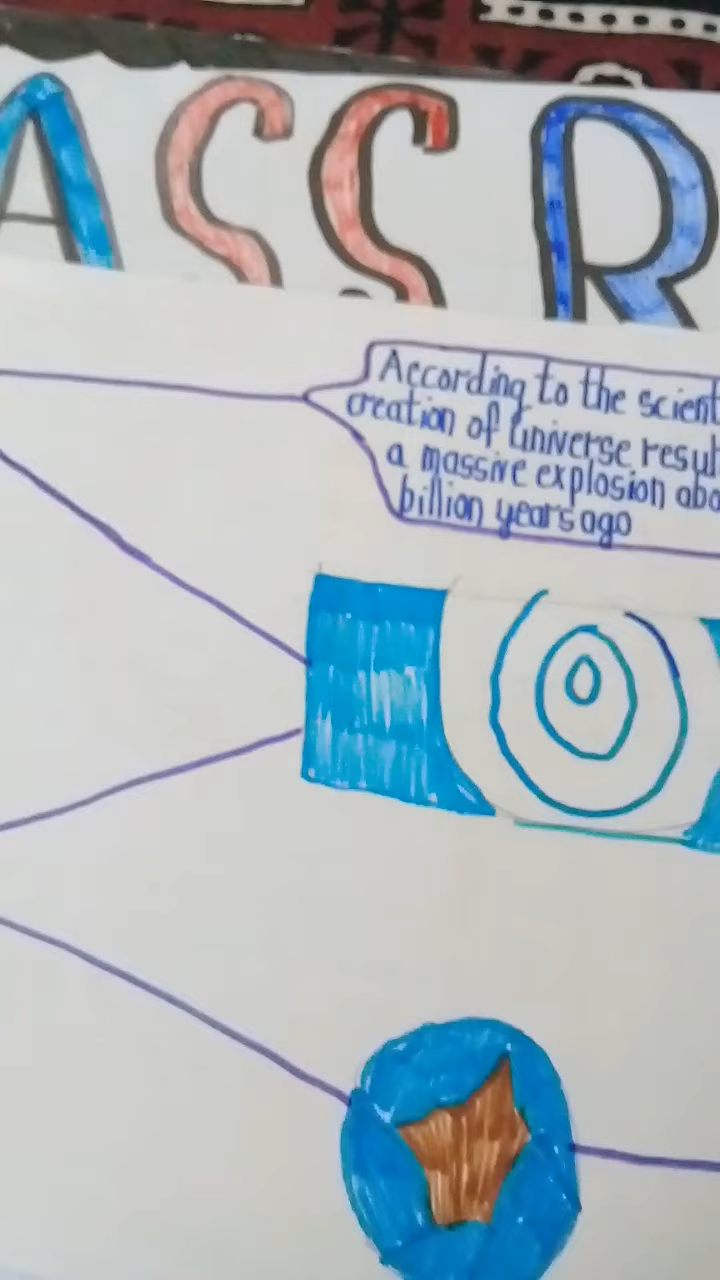 ASSR
According to the scient
creation of universe resul
a massive explosion abo
billion years ago